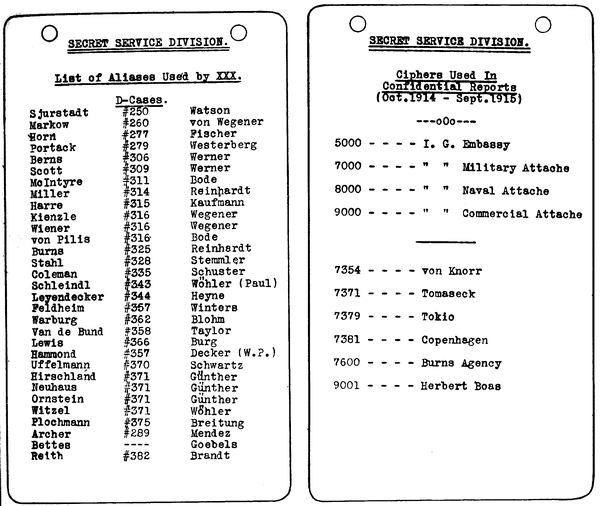 SECRET SERVICE DIVISION.
List of Aliases Used by XXX.
D-Cases.
Sjurstadt #250 Watson
Markow #260 von Wegener
Horn #277 Fischer
Portack #279 Westerberg
Berns #306 Werner
Scott #309 Werner
McIntyre #311 Bode
Miller #314 Reinhardt
Harre #315 Kaufmann
Kienzle #316 Wegener
Wiener #316 Wegener
von Pilis #316 Bode
Burns #325 Reinhardt
Stahl #328 Stemmler
Coleman #335 Schuster
Schleindl #343 Wöhler (Paul)
Leyendecker #344 Heyne
Feldheim #357 Winters
Warburg #362 Blohm
Van de Bund #358 Taylor
Lewis #366 Burg
Hammond #357 Decker (W.P.)
Uffelmann #370 Schwartz
Hirschland #371 Günther
Neuhaus #371 Günther
Ornstein #371 Günther
Witzel #371 Wöhler
Plochmann #375 Breitung
Archer #289 Mendez
Bettes ---- Goebels
Reith #382 Brandt
SECRET SERVICE DIVISION.
Ciphers Used In
Confidential Reports
(Oct.1914 - Sept.1915)
---o0o---
5000 - - - - I. G. Embassy
7000 - - - - " " Military Attache
8000 - - - - " " Naval Attache
9000 - - - - " " Commercial Attache
7354 - - - - von Knorr
7371 - - - - Tomaseck
7379 - - - - Tokio
7381 - - - - Copenhagen
7600 - - - - Burns Agency
9001 - - - - Herbert Boas